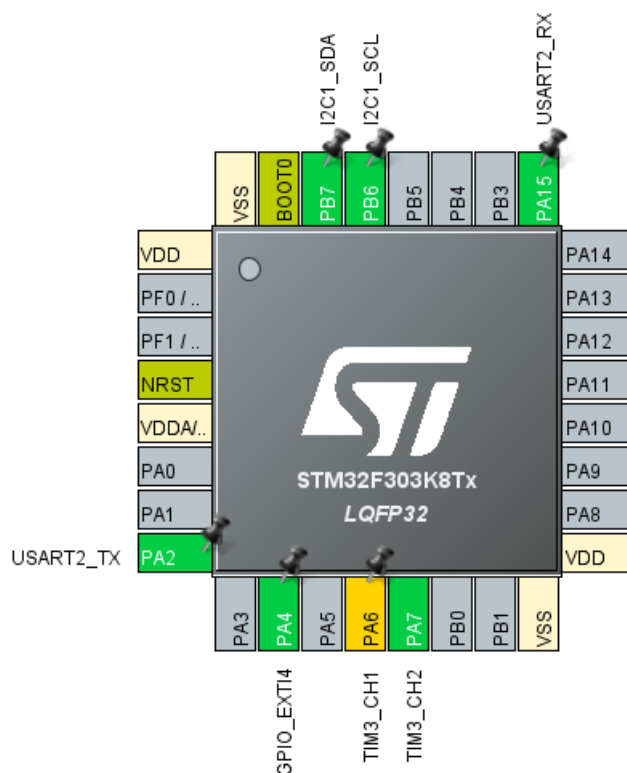 I2C1_SDA
I2C1_SCL
USART2_RX
VSS
BOOT0
PB7
PB6
PB5
PB4
PB3
PA15
VDD
PF0 / ..
PF1 / ..
NRST
VDDA/..
PA0
PA1
USART2_TX PA2
PA14
PA13
PA12
PA11
PA10
PA9
PA8
VDD
ST
STM32F303K8Tx
LQFP32
PA3
PA4
PA5
PA6
PA7
PB0
PB1
VSS
GPIO_EXTI4
TIM3_CH1
TIM3_CH2